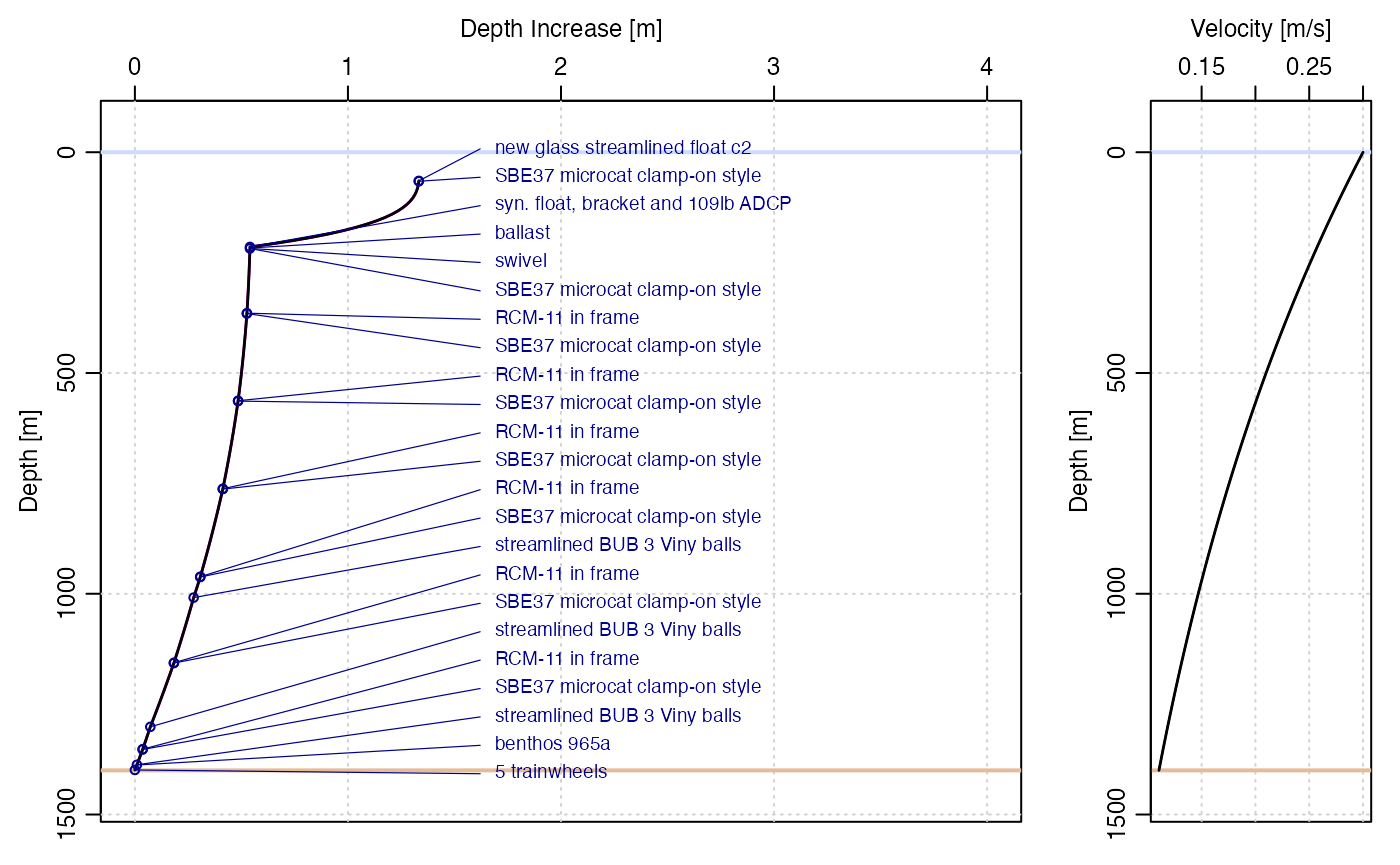 Depth Increase [m]
0 1 2 3 4
0
500
1000
1500
Depth [m]
new glass streamlined float c2
SBE37 microcat clamp-on style
syn. float, bracket and 109lb ADCP
ballast
swivel
SBE37 microcat clamp-on style
RCM-11 in frame
SBE37 microcat clamp-on style
RCM-11 in frame
SBE37 microcat clamp-on style
RCM-11 in frame
SBE37 microcat clamp-on style
RCM-11 in frame
SBE37 microcat clamp-on style
streamlined BUB 3 Viny balls
RCM-11 in frame
SBE37 microcat clamp-on style
streamlined BUB 3 Viny balls
RCM-11 in frame
SBE37 microcat clamp-on style
streamlined BUB 3 Viny balls
benthos 965a
5 trainwheels
Velocity [m/s]
0.15 0.25
0
500
1000
1500
Depth [m]